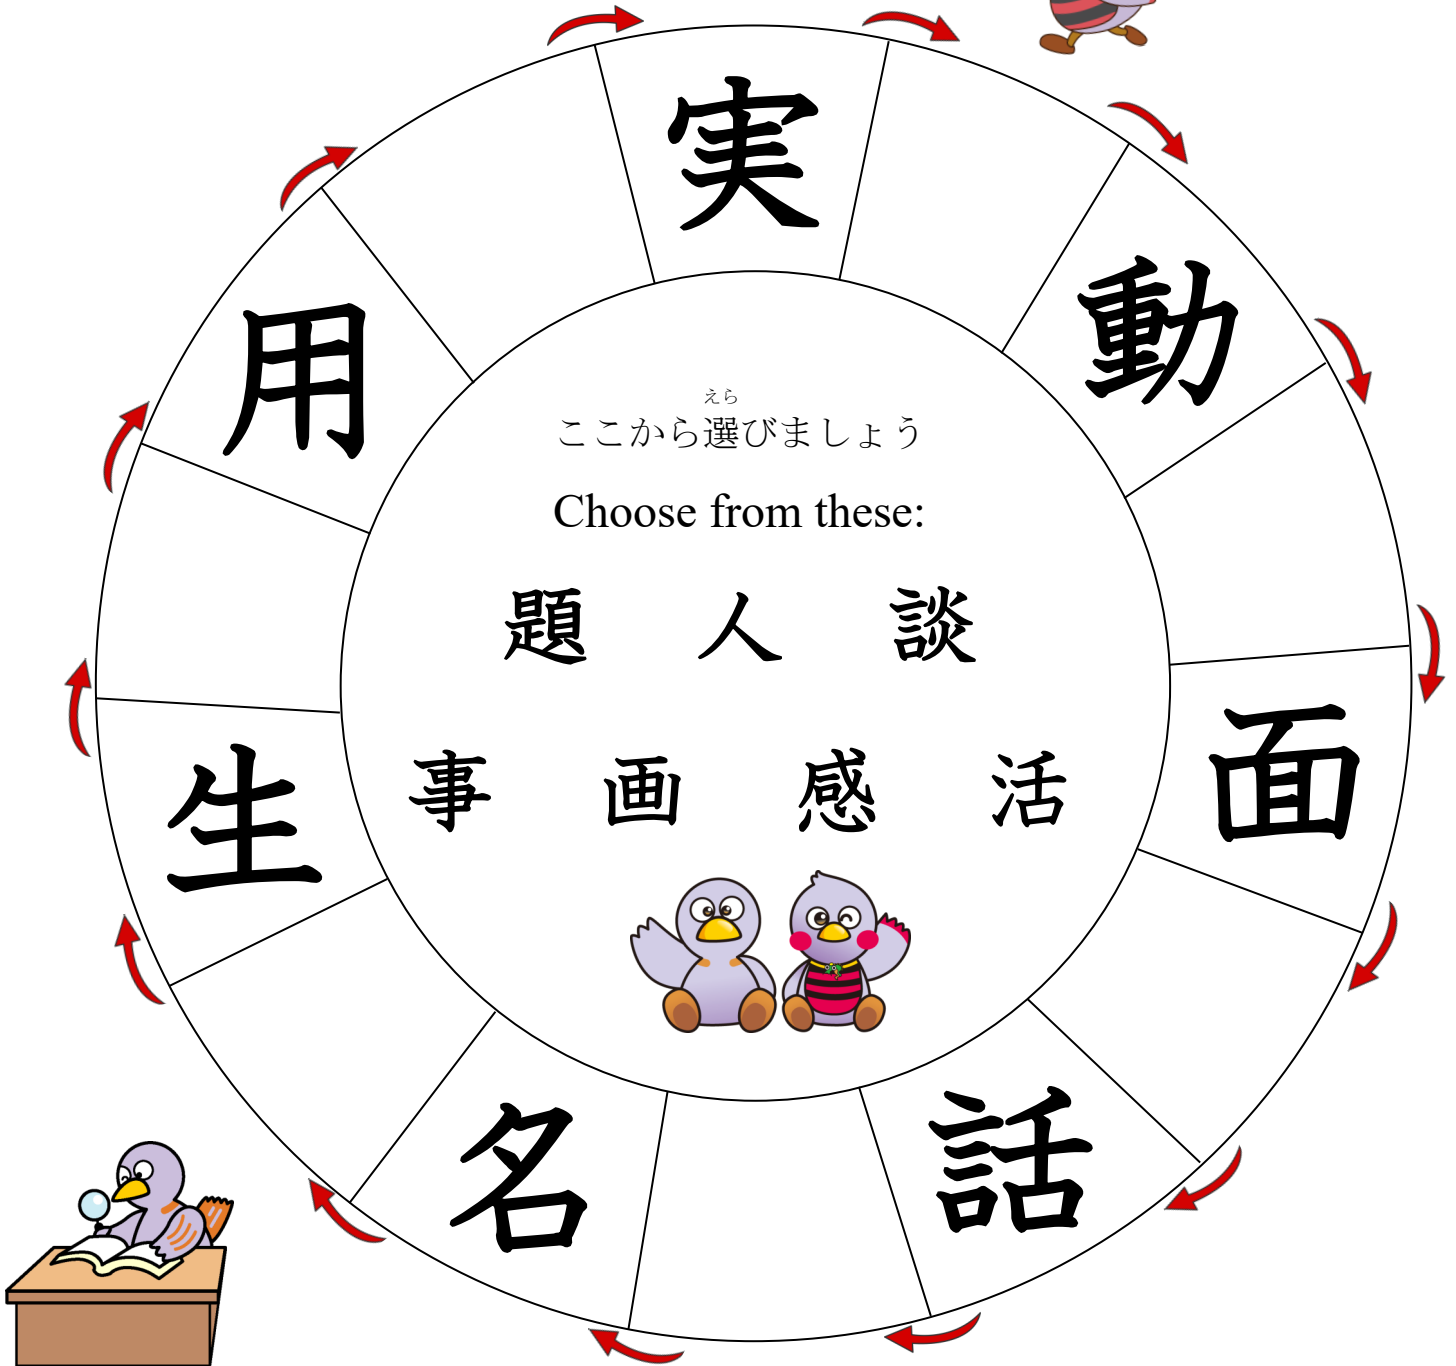 実
動
用
えら
ここから選びましょう
Choose from these:
題 人 談
事 画 感 活
面
生
話
名